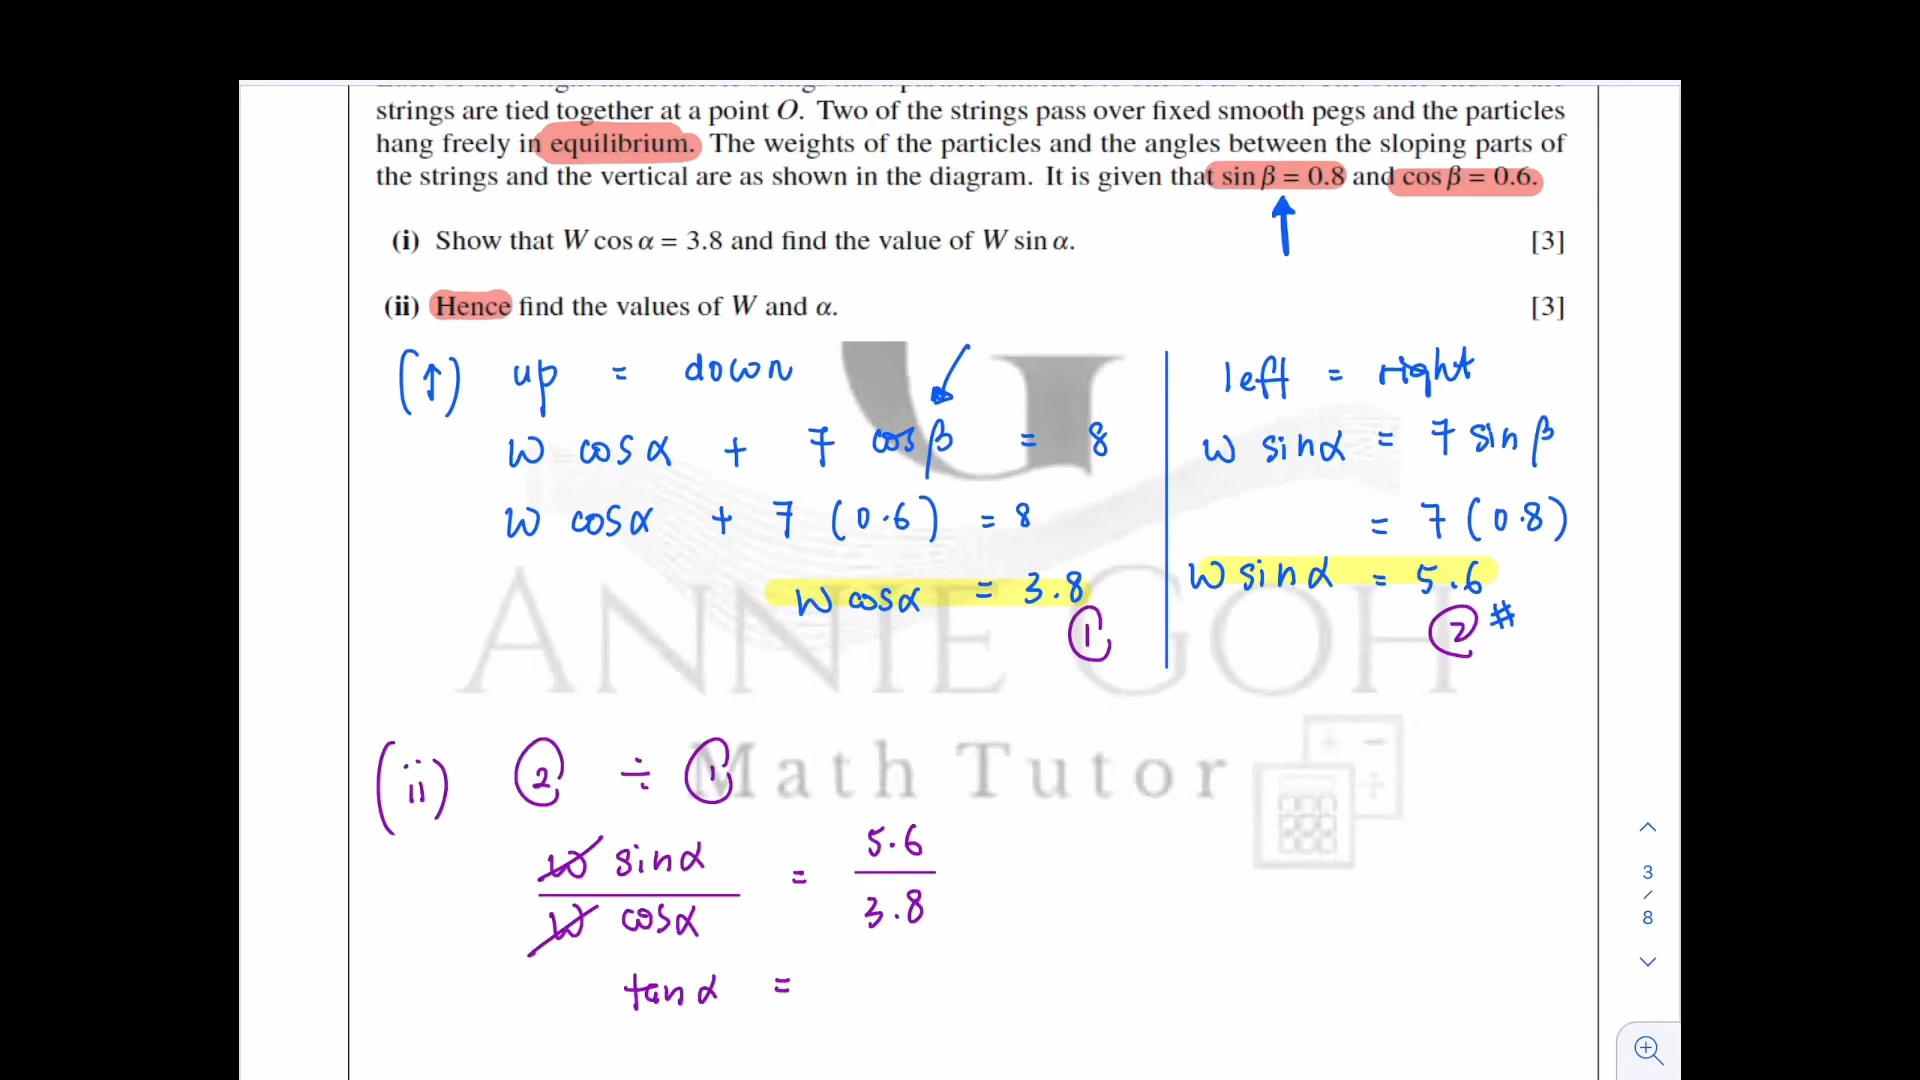 strings are tied together at a point O. Two of the strings pass over fixed smooth pegs and the particles
hang freely in equilibrium. The weights of the particles and the angles between the sloping parts of
the strings and the vertical are as shown in the diagram. It is given that sin β = 0.8 and cos β = 0.6.
(i) Show that W cos α = 3.8 and find the value of W sin α. [3]
(ii) Hence find the values of W and α. [3]
(↑) up = down
W cos α + 7 cos β = 8
W cos α + 7 (0.6) = 8
W cos α = 3.8
①
left = right
W sin α = 7 sin β
= 7 (0.8)
W sin α = 5.6
② #
ANNIE GOH
Math Tutor
(ii) ② ÷ ①
W sin α = 5.6
W cos α 3.8
tan α =
3
/
8